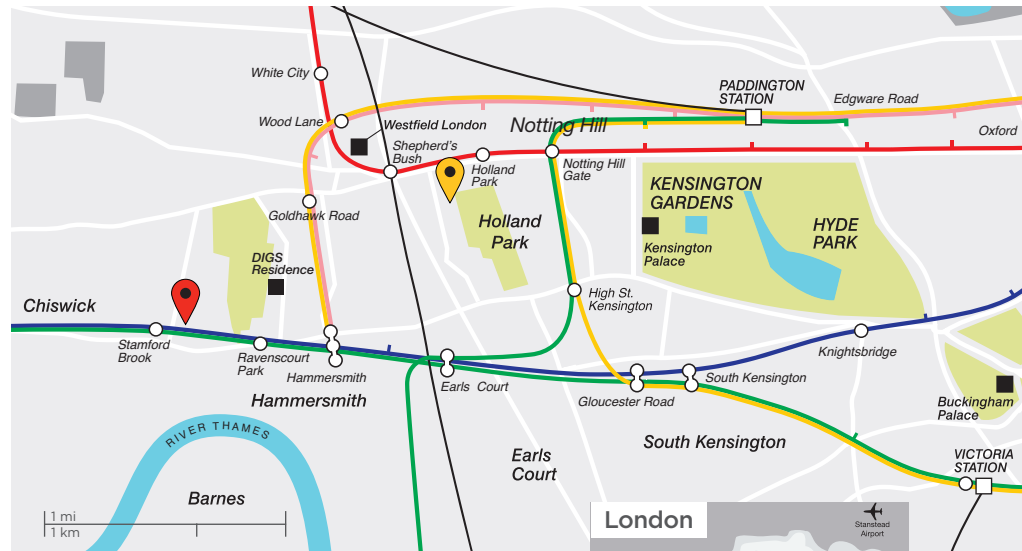 White City
PADDINGTON
STATION
Edgware Road
Wood Lane
Westfield London
Notting Hill
Oxford
Shepherd's
Bush
Holland
Park
Notting Hill
Gate
KENSINGTON
GARDENS
Goldhawk Road
Holland
Park
HYDE
PARK
Kensington
Palace
DIGS
Residence
Chiswick
High St.
Kensington
Stamford
Brook
Ravenscourt
Park
Hammersmith
Knightsbridge
Earls Court
South Kensington
Gloucester Road
Hammersmith
Buckingham
Palace
RIVER THAMES
South Kensington
Earls
Court
VICTORIA
STATION
Barnes
1 mi
1 km
London
Stanstead
Airport